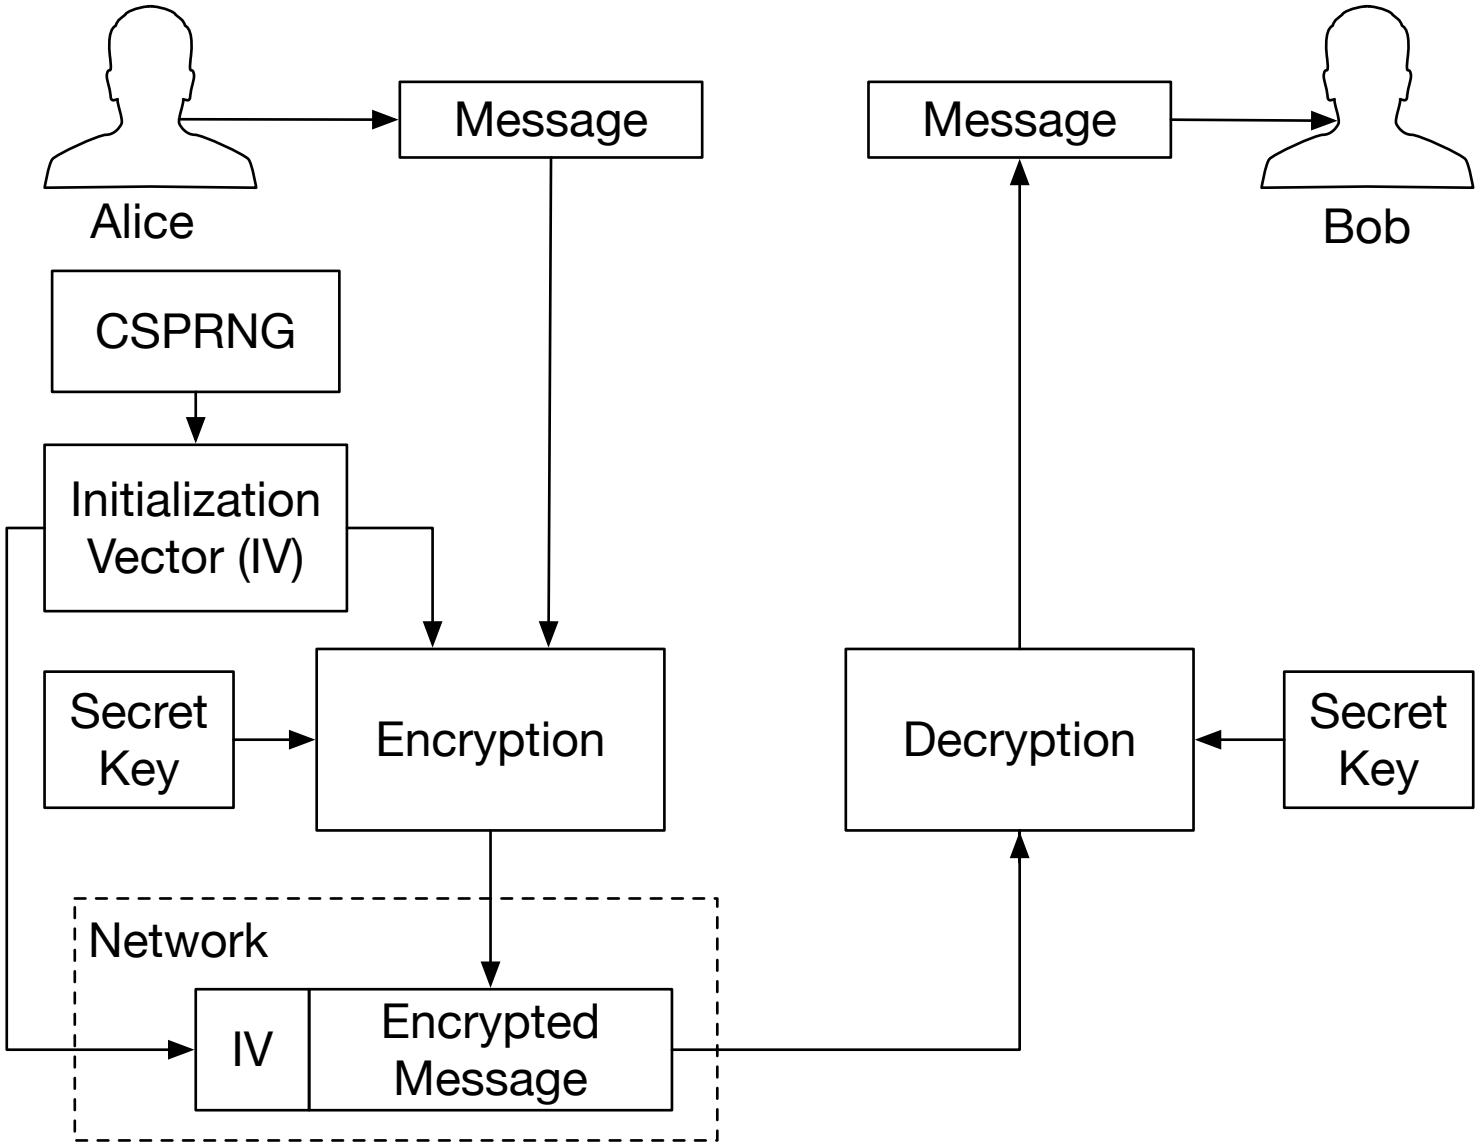 Message
Message
Alice
Bob
CSPRNG
Initialization
Vector (IV)
Secret
Key
Encryption
Decryption
Secret
Key
Network
IV
Encrypted
Message